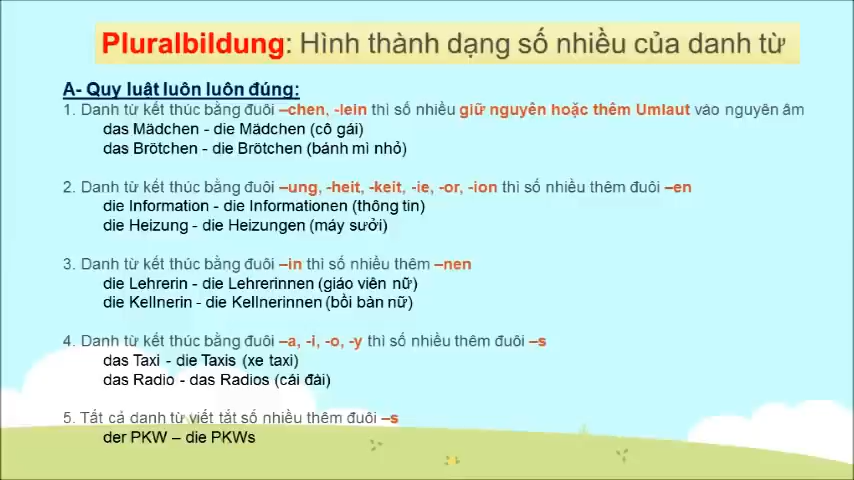 Pluralbildung: Hình thành dạng số nhiều của danh từ
A- Quy luật luôn luôn đúng:
1. Danh từ kết thúc bằng đuôi –chen, -lein thì số nhiều giữ nguyên hoặc thêm Umlaut vào nguyên âm
das Mädchen - die Mädchen (cô gái)
das Brötchen - die Brötchen (bánh mì nhỏ)
2. Danh từ kết thúc bằng đuôi –ung, -heit, -keit, -ie, -or, -ion thì số nhiều thêm đuôi –en
die Information - die Informationen (thông tin)
die Heizung - die Heizungen (máy sưởi)
3. Danh từ kết thúc bằng đuôi –in thì số nhiều thêm –nen
die Lehrerin - die Lehrerinnen (giáo viên nữ)
die Kellnerin - die Kellnerinnen (bồi bàn nữ)
4. Danh từ kết thúc bằng đuôi –a, -i, -o, -y thì số nhiều thêm đuôi –s
das Taxi - die Taxis (xe taxi)
das Radio - das Radios (cái đài)
5. Tất cả danh từ viết tắt số nhiều thêm đuôi –s
der PKW – die PKWs